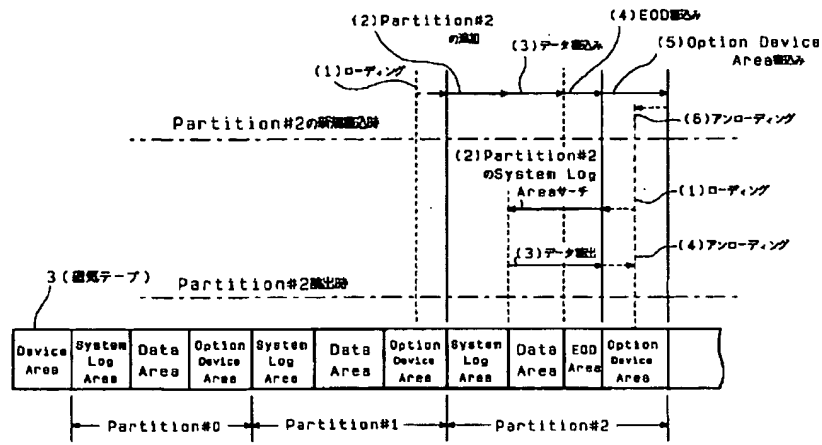 (2)Partition#2
の追加
(4)EOD書込み
(3)データ書込み
(5)Option Device
Area書込み
(1)ローディング
Partition#2の新規書込時
(6)アンローディング
(2)Partition#2
のSystem Log
Areaサーチ
(1)ローディング
(3)データ読出
(4)アンローディング
3(磁気テープ)
Partition#2読出時
Device
Area
System
Log
Area
Data
Area
Option
Device
Area
System
Log
Area
Data
Area
Option
Device
Area
System
Log
Area
Data
Area
EOD
Area
Option
Device
Area
Partition#0
Partition#1
Partition#2